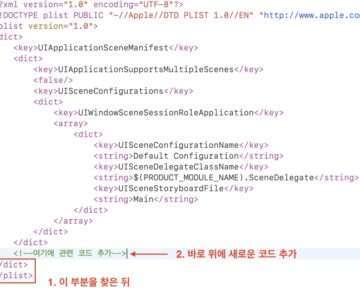 ?xml version="1.0" encoding="UTF-8"?>
!DOCTYPE plist PUBLIC "-//Apple//DTD PLIST 1.0//EN" "http://www.apple.co
plist version="1.0">
dict>
<key>UIApplicationSceneManifest</key>
<dict>
<key>UIApplicationSupportsMultipleScenes</key>
<false/>
<key>UISceneConfigurations</key>
<dict>
<key>UIWindowSceneSessionRoleApplication</key>
<array>
<dict>
<key>UISceneConfigurationName</key>
<string>Default Configuration</string>
<key>UISceneDelegateClassName</key>
<string>$(PRODUCT_MODULE_NAME).SceneDelegate</string>
<key>UISceneStoryboardFile</key>
<string>Main</string>
</dict>
</array>
</dict>
</dict>
<!--여기에 관련 코드 추가--> 2. 바로 위에 새로운 코드 추가
/dict>
/plist> 1. 이 부분을 찾은 뒤